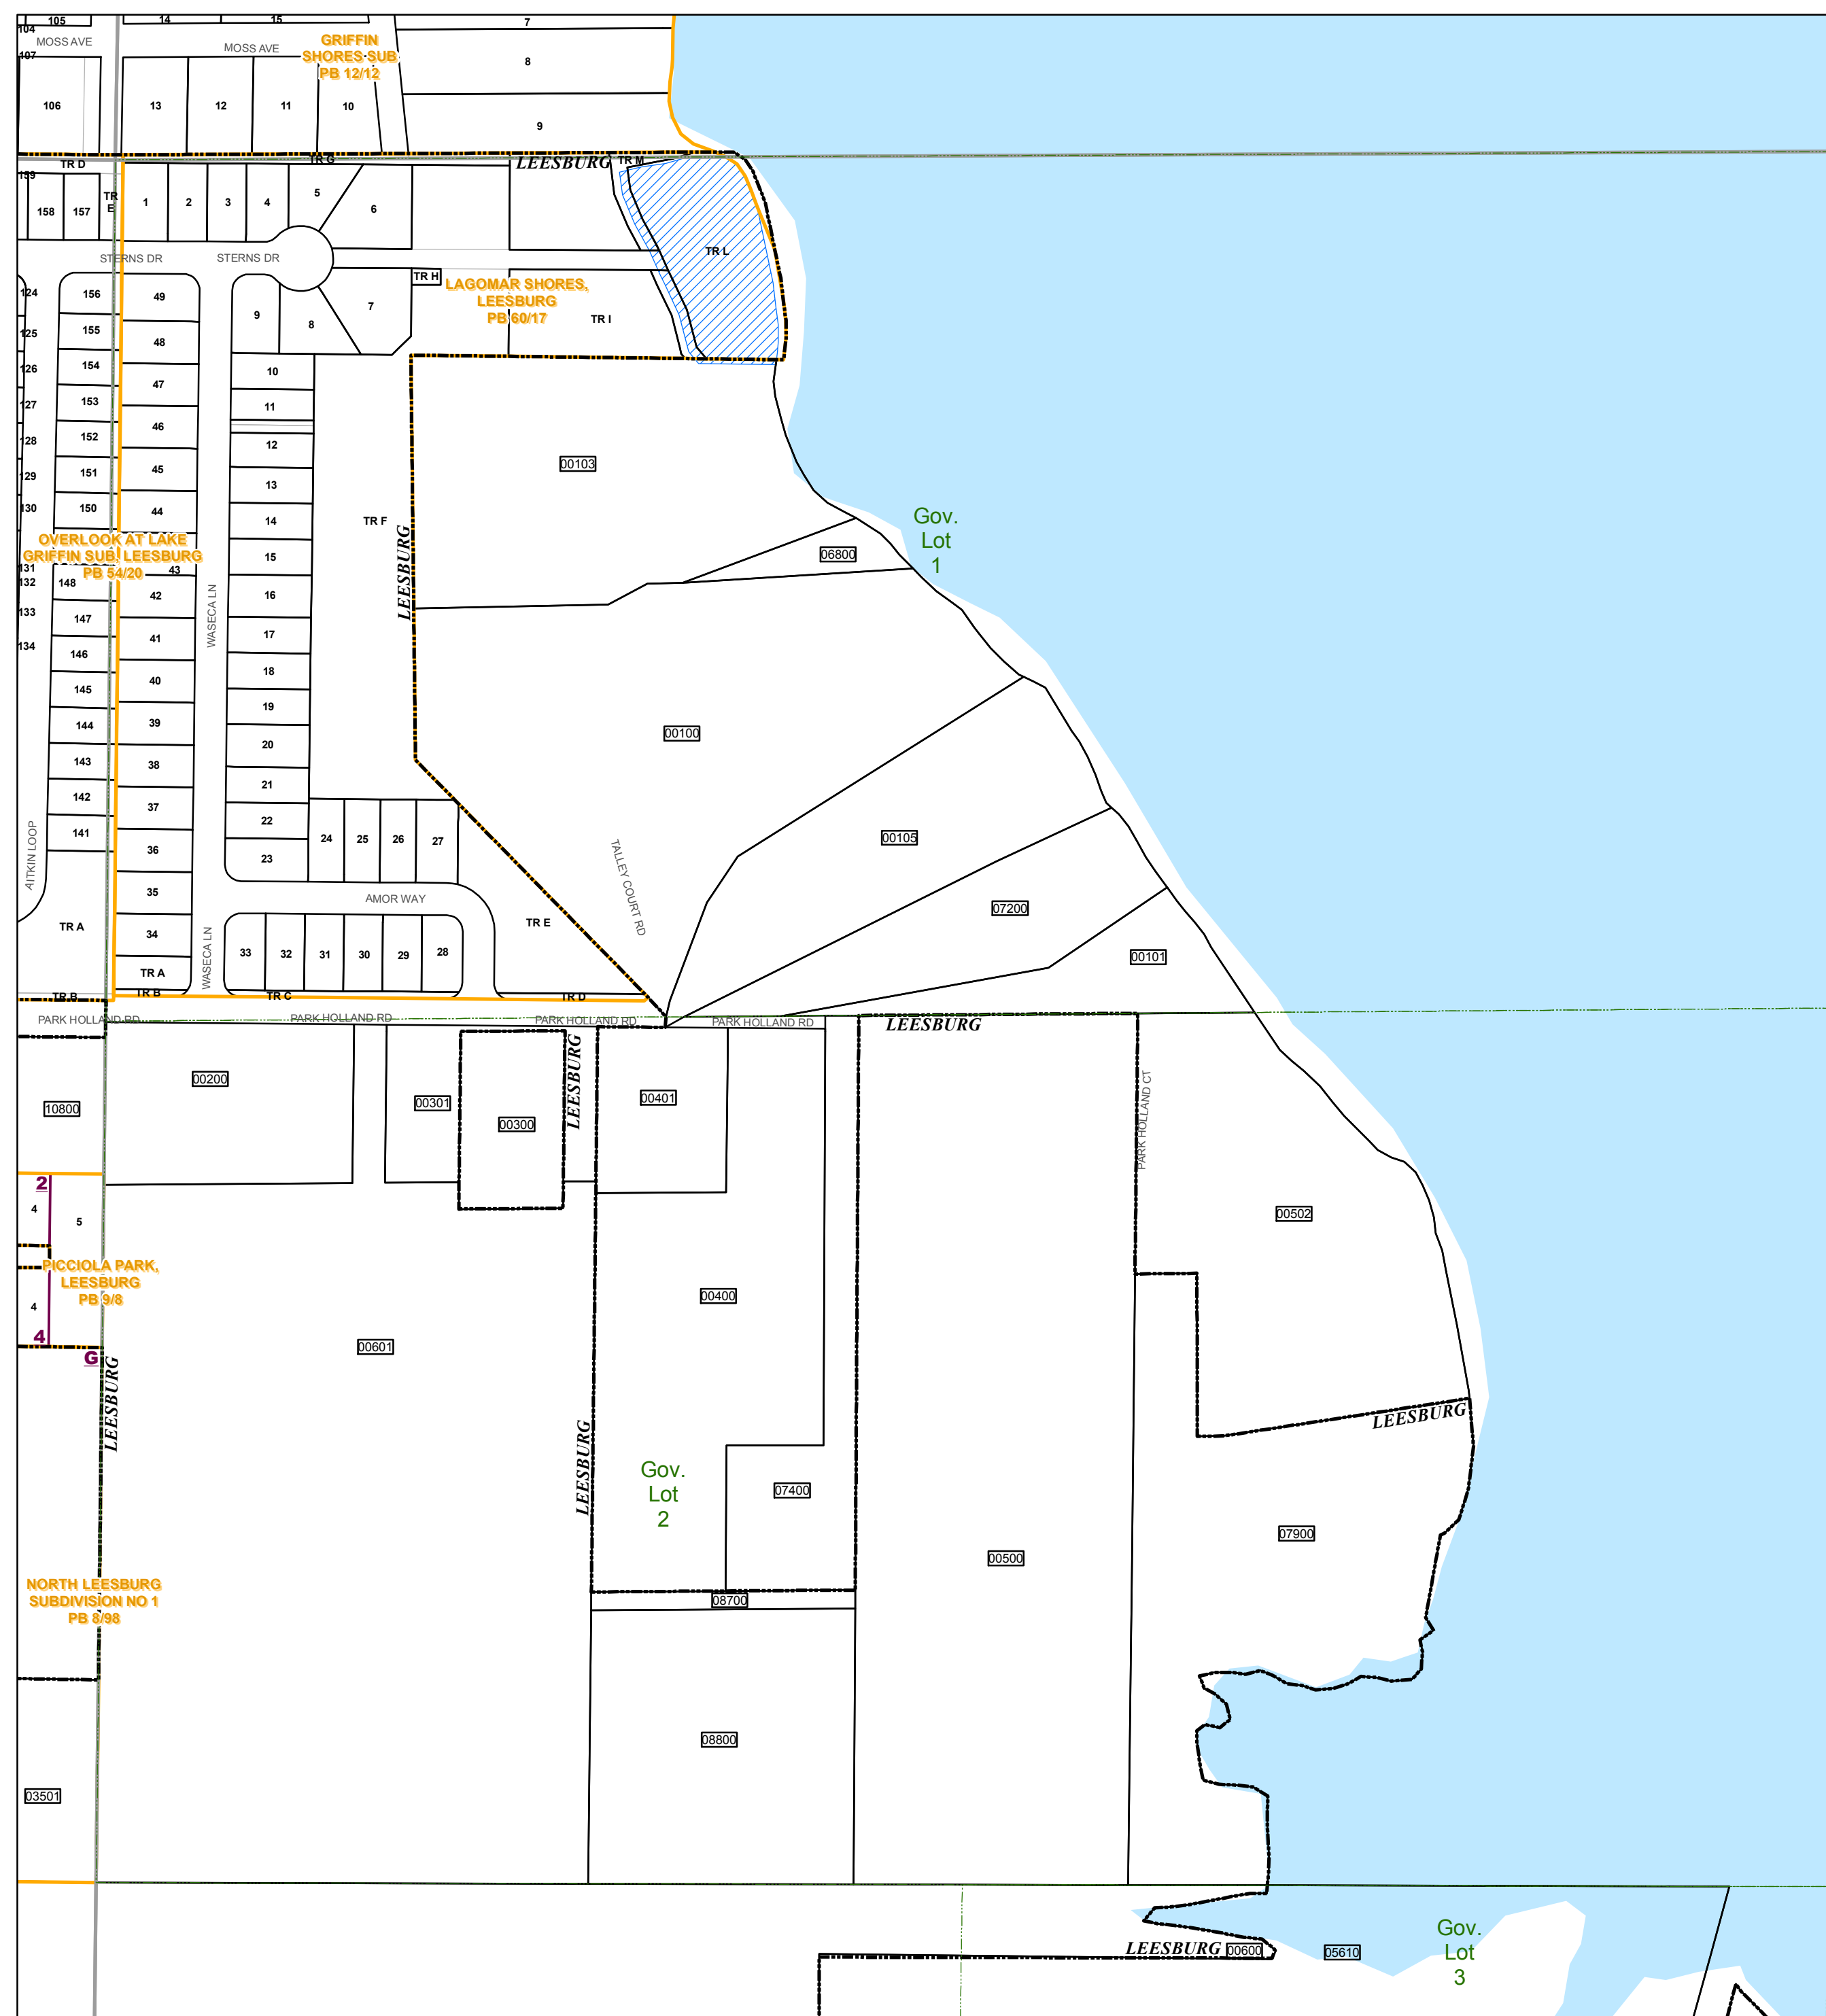 105
14
15
7
104
MOSS AVE
MOSS AVE
GRIFFIN
SHORES SUB
PB 12/12
8
107
106
13
12
11
10
9
TR D
TR G
LEESBURG
TR M
159
158
157
TR
E
1
2
3
4
5
6
TR L
STERNS DR
STERNS DR
TR H
LAGOMAR SHORES,
LEESBURG
PB 60/17
TR I
124
156
49
9
8
7
125
155
48
126
154
47
10
127
153
46
11
128
152
45
12
129
151
44
13
130
150
14
00103
TR F
LEESBURG
Gov.
Lot
1
06800
OVERLOOK AT LAKE
GRIFFIN SUB, LEESBURG
PB 54/20
15
131
132
148
43
42
16
133
147
41
17
134
146
40
18
WASECA LN
145
39
19
144
38
20
143
37
21
142
36
22
141
35
23
24
25
26
27
00100
00105
07200
00101
AITKIN LOOP
TALLEY COURT RD
AMOR WAY
TR A
34
TR E
33
32
31
30
29
28
WASECA LN
TR A
TR B
TR B
TR C
TR D
PARK HOLLAND RD
PARK HOLLAND RD
PARK HOLLAND RD
PARK HOLLAND RD
LEESBURG
10800
00200
00301
00300
LEESBURG
00401
PARK HOLLAND CT
2
4
5
00502
PICCIOLA PARK,
LEESBURG
PB 9/8
4
4
G
LEESBURG
00601
00400
LEESBURG
LEESBURG
Gov.
Lot
2
07400
00500
07900
NORTH LEESBURG
SUBDIVISION NO 1
PB 8/98
08700
08800
03501
LEESBURG
00600
05610
Gov.
Lot
3